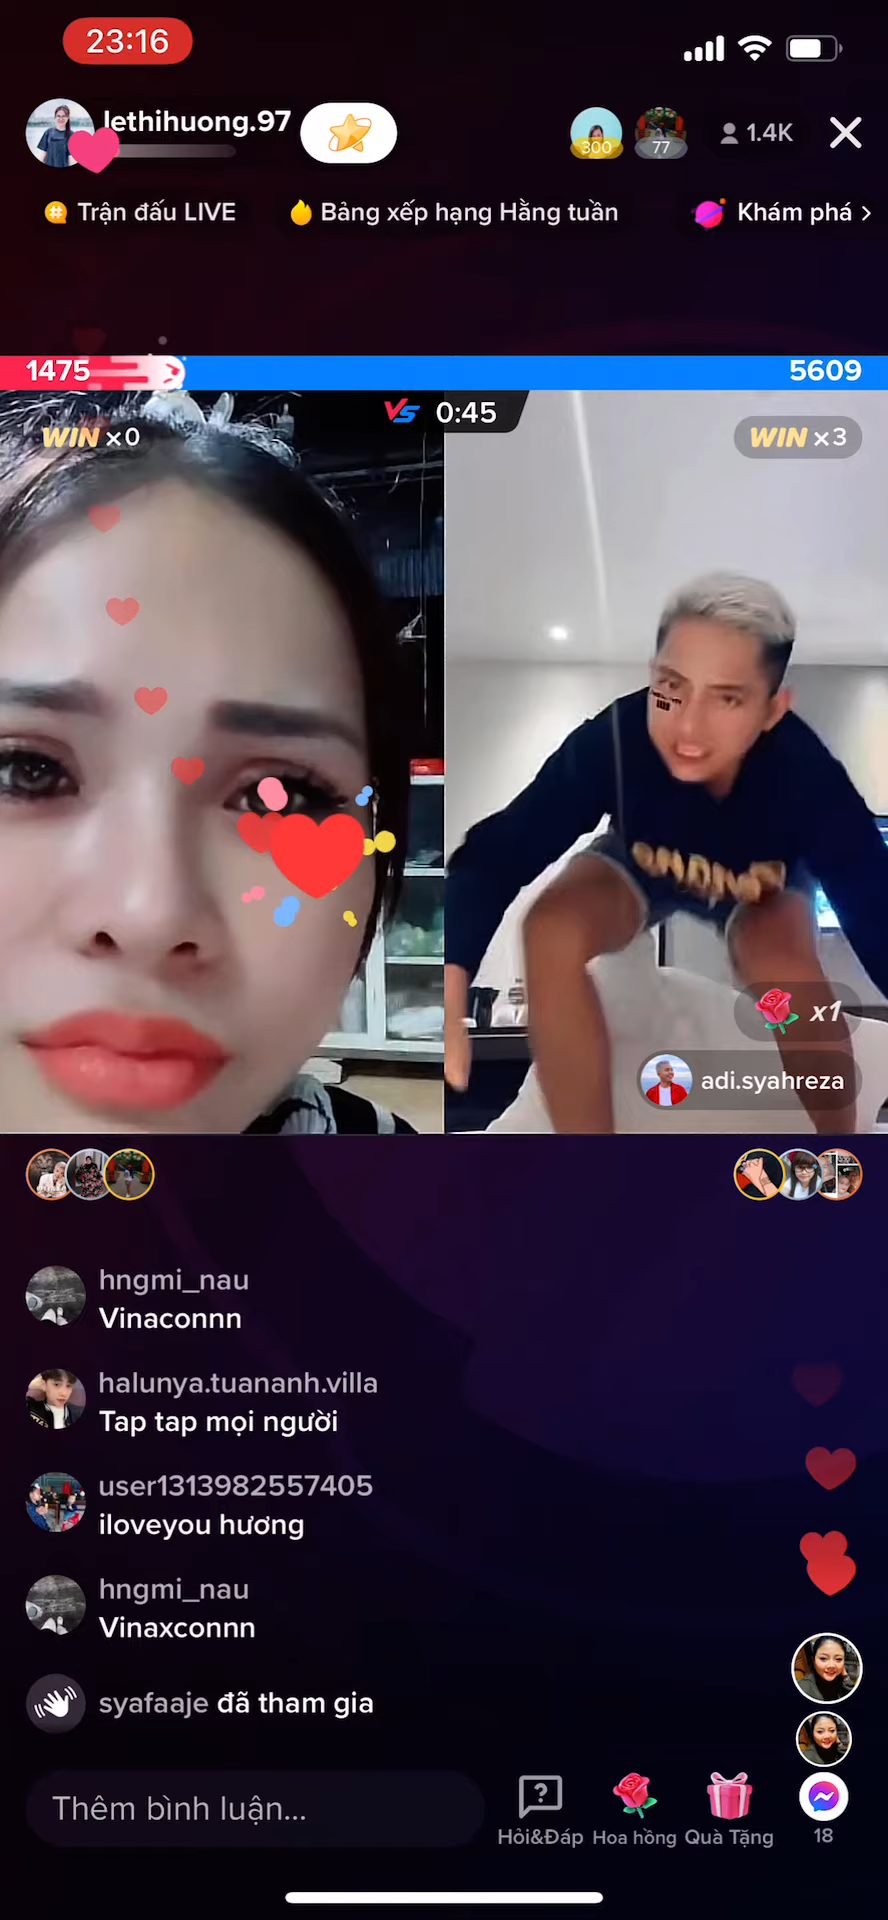 23:16
lethihuong.97
300
77
1.4K
Trận đấu LIVE
Bảng xếp hạng Hằng tuần
Khám phá >
1475
5609
VS 0:45
WIN x0
WIN x3
x1
adi.syahreza
hngmi_nau
Vinaconnn
halunya.tuananh.villa
Tap tap mọi người
user1313982557405
iloveyou hương
hngmi_nau
Vinaxconnn
syafaaje đã tham gia
Thêm bình luận...
Hỏi&Đáp
Hoa hồng
Quà Tặng
18